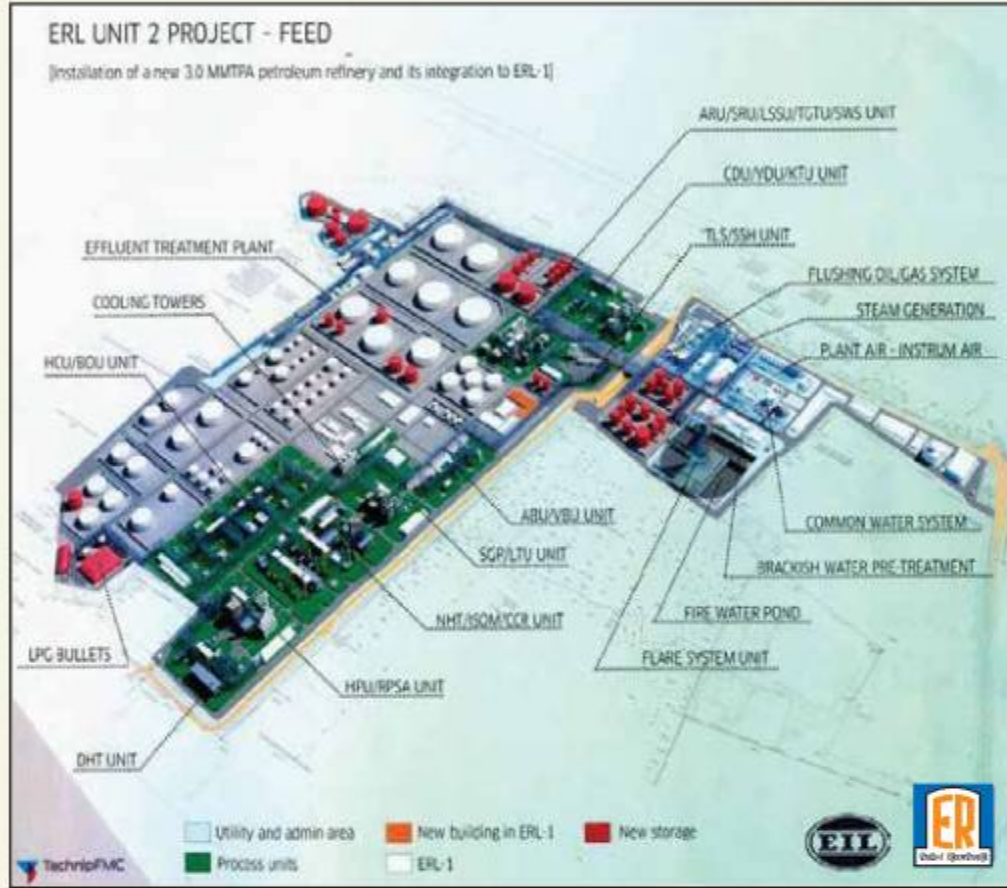 ERL UNIT 2 PROJECT - FEED
[Installation of a new 3.0 MMTPA petroleum refinery and its integration to ERL-1]
ARU/SRU/LSSU/TGTU/SWS UNIT
CDU/VDU/KTU UNIT
TLS/SSH UNIT
EFFLUENT TREATMENT PLANT
FLUSHING OIL/GAS SYSTEM
COOLING TOWERS
STEAM GENERATION
PLANT AIR - INSTRUM AIR
HCU/BOU UNIT
ABU/VBU UNIT
COMMON WATER SYSTEM
SGP/LTU UNIT
BRACKISH WATER PRE-TREATMENT
NHT/ISOM/CCR UNIT
FIRE WATER POND
LPG BULLETS
FLARE SYSTEM UNIT
HPU/RPSA UNIT
DHT UNIT
Utility and admin area
New building in ERL-1
New storage
Process units
ERL-1
TechnipFMC
EIL
ER